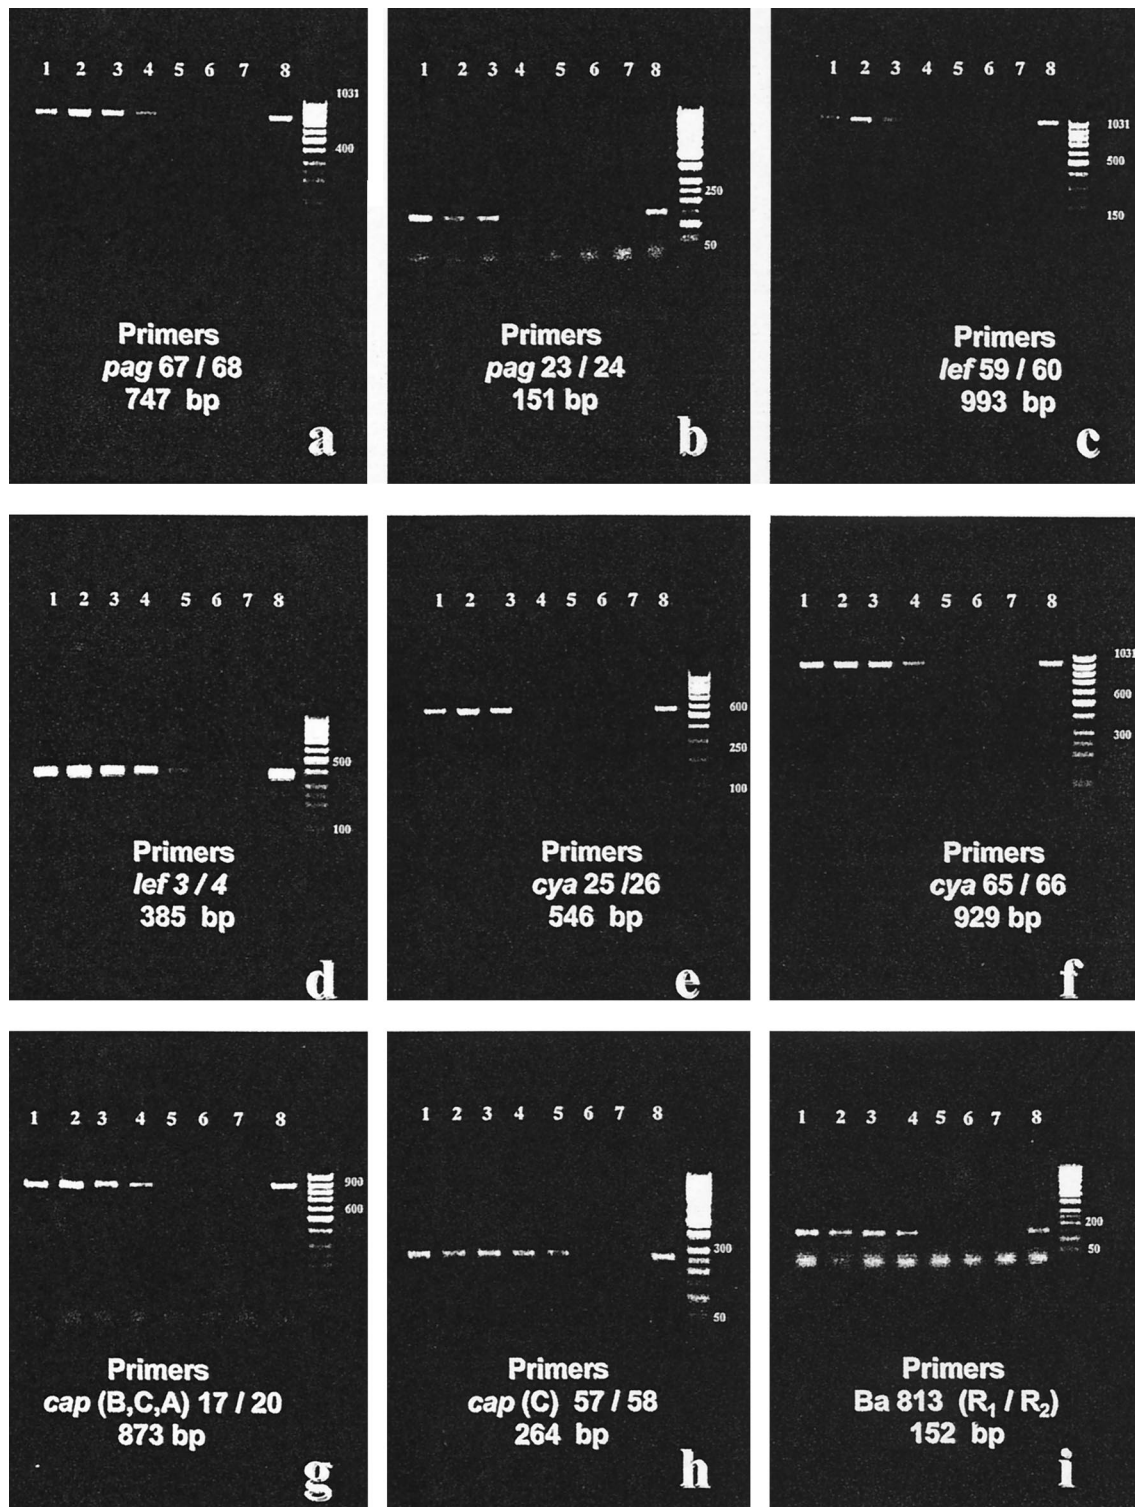 1 2 3 4 5 6 7 8
1031
400
Primers
pag 67 / 68
747 bp
a
1 2 3 4 5 6 7 8
250
50
Primers
pag 23 / 24
151 bp
b
1 2 3 4 5 6 7 8
1031
500
150
Primers
lef 59 / 60
993 bp
c
1 2 3 4 5 6 7 8
500
100
Primers
lef 3 / 4
385 bp
d
1 2 3 4 5 6 7 8
600
250
100
Primers
cya 25 /26
546 bp
e
1 2 3 4 5 6 7 8
1031
600
300
Primers
cya 65 / 66
929 bp
f
1 2 3 4 5 6 7 8
900
600
Primers
cap (B,C,A) 17 / 20
873 bp
g
1 2 3 4 5 6 7 8
300
50
Primers
cap (C) 57 / 58
264 bp
h
1 2 3 4 5 6 7 8
200
50
Primers
Ba 813 (R₁ / R₂)
152 bp
i